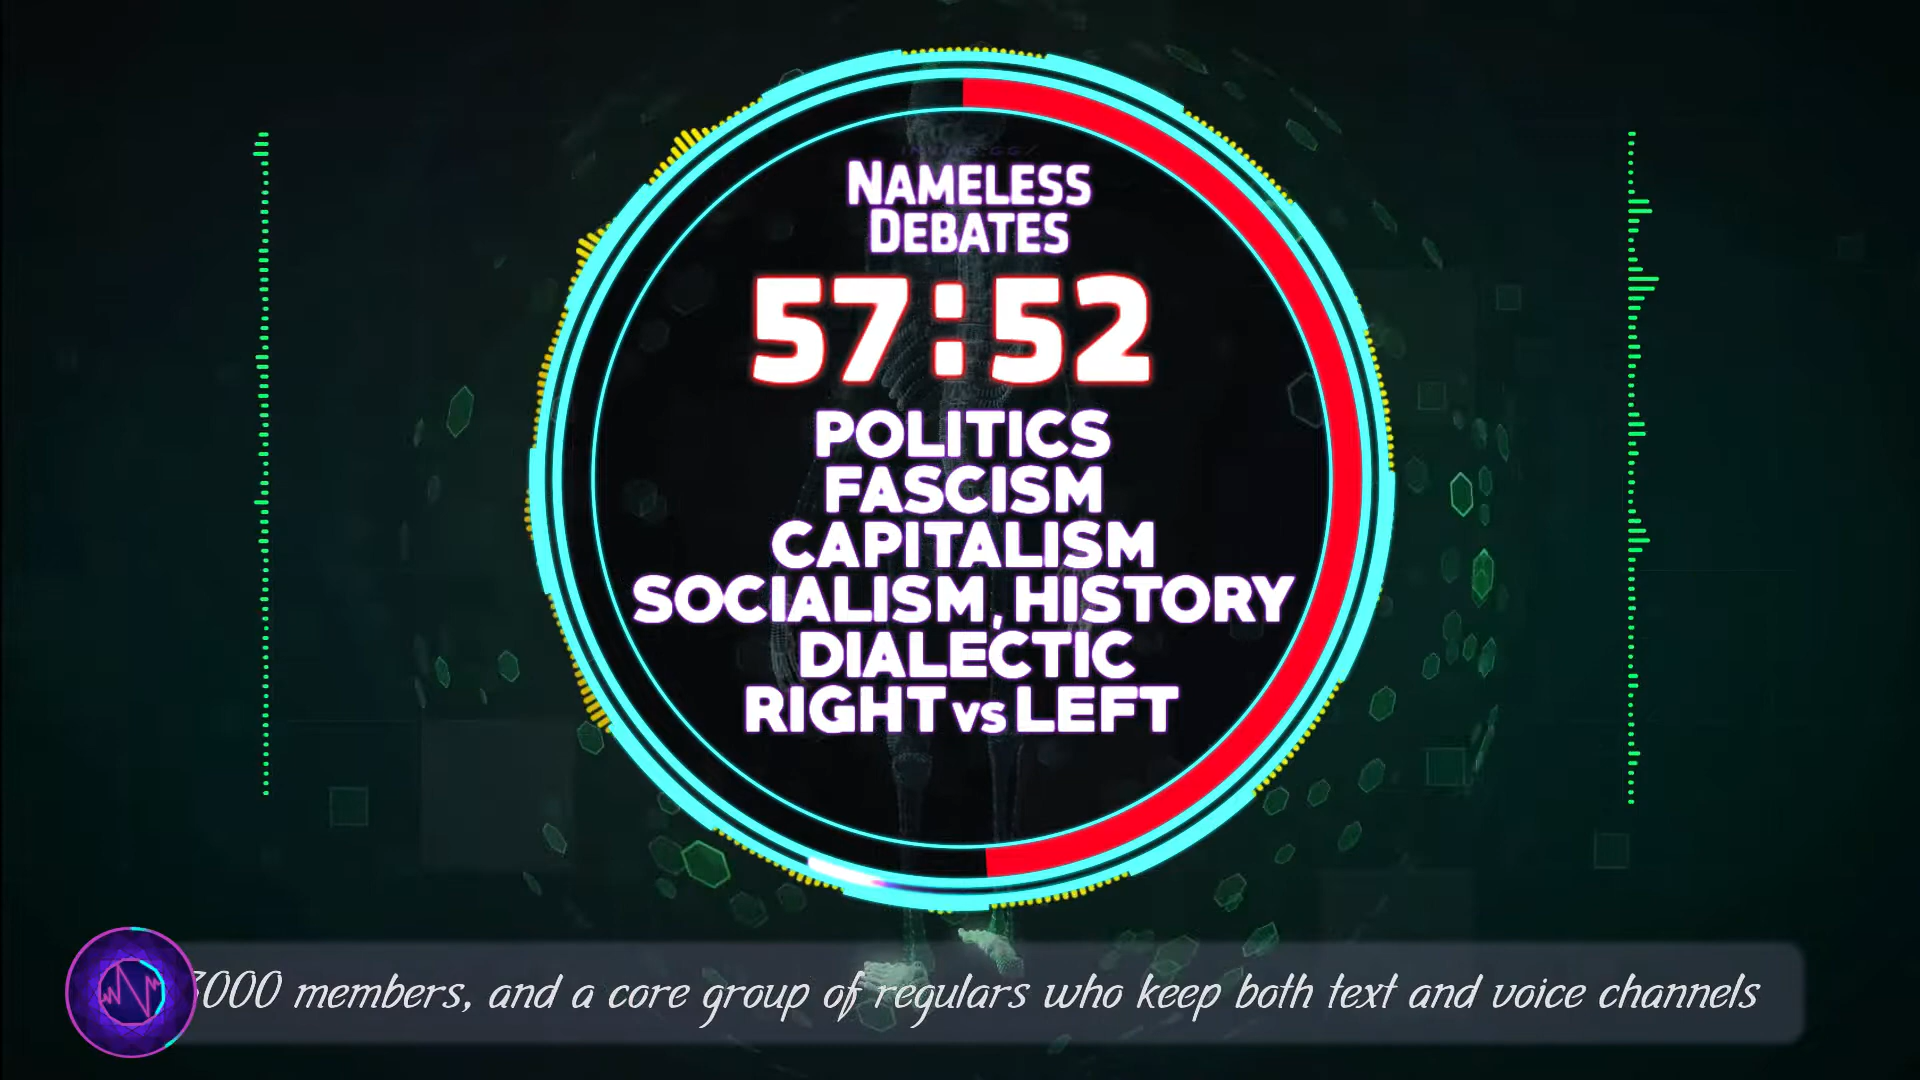 NAMELESS
DEBATES
57:52
POLITICS
FASCISM
CAPITALISM
SOCIALISM, HISTORY
DIALECTIC
RIGHT vs LEFT
members, and a core group of regulars who keep both text and voice channels